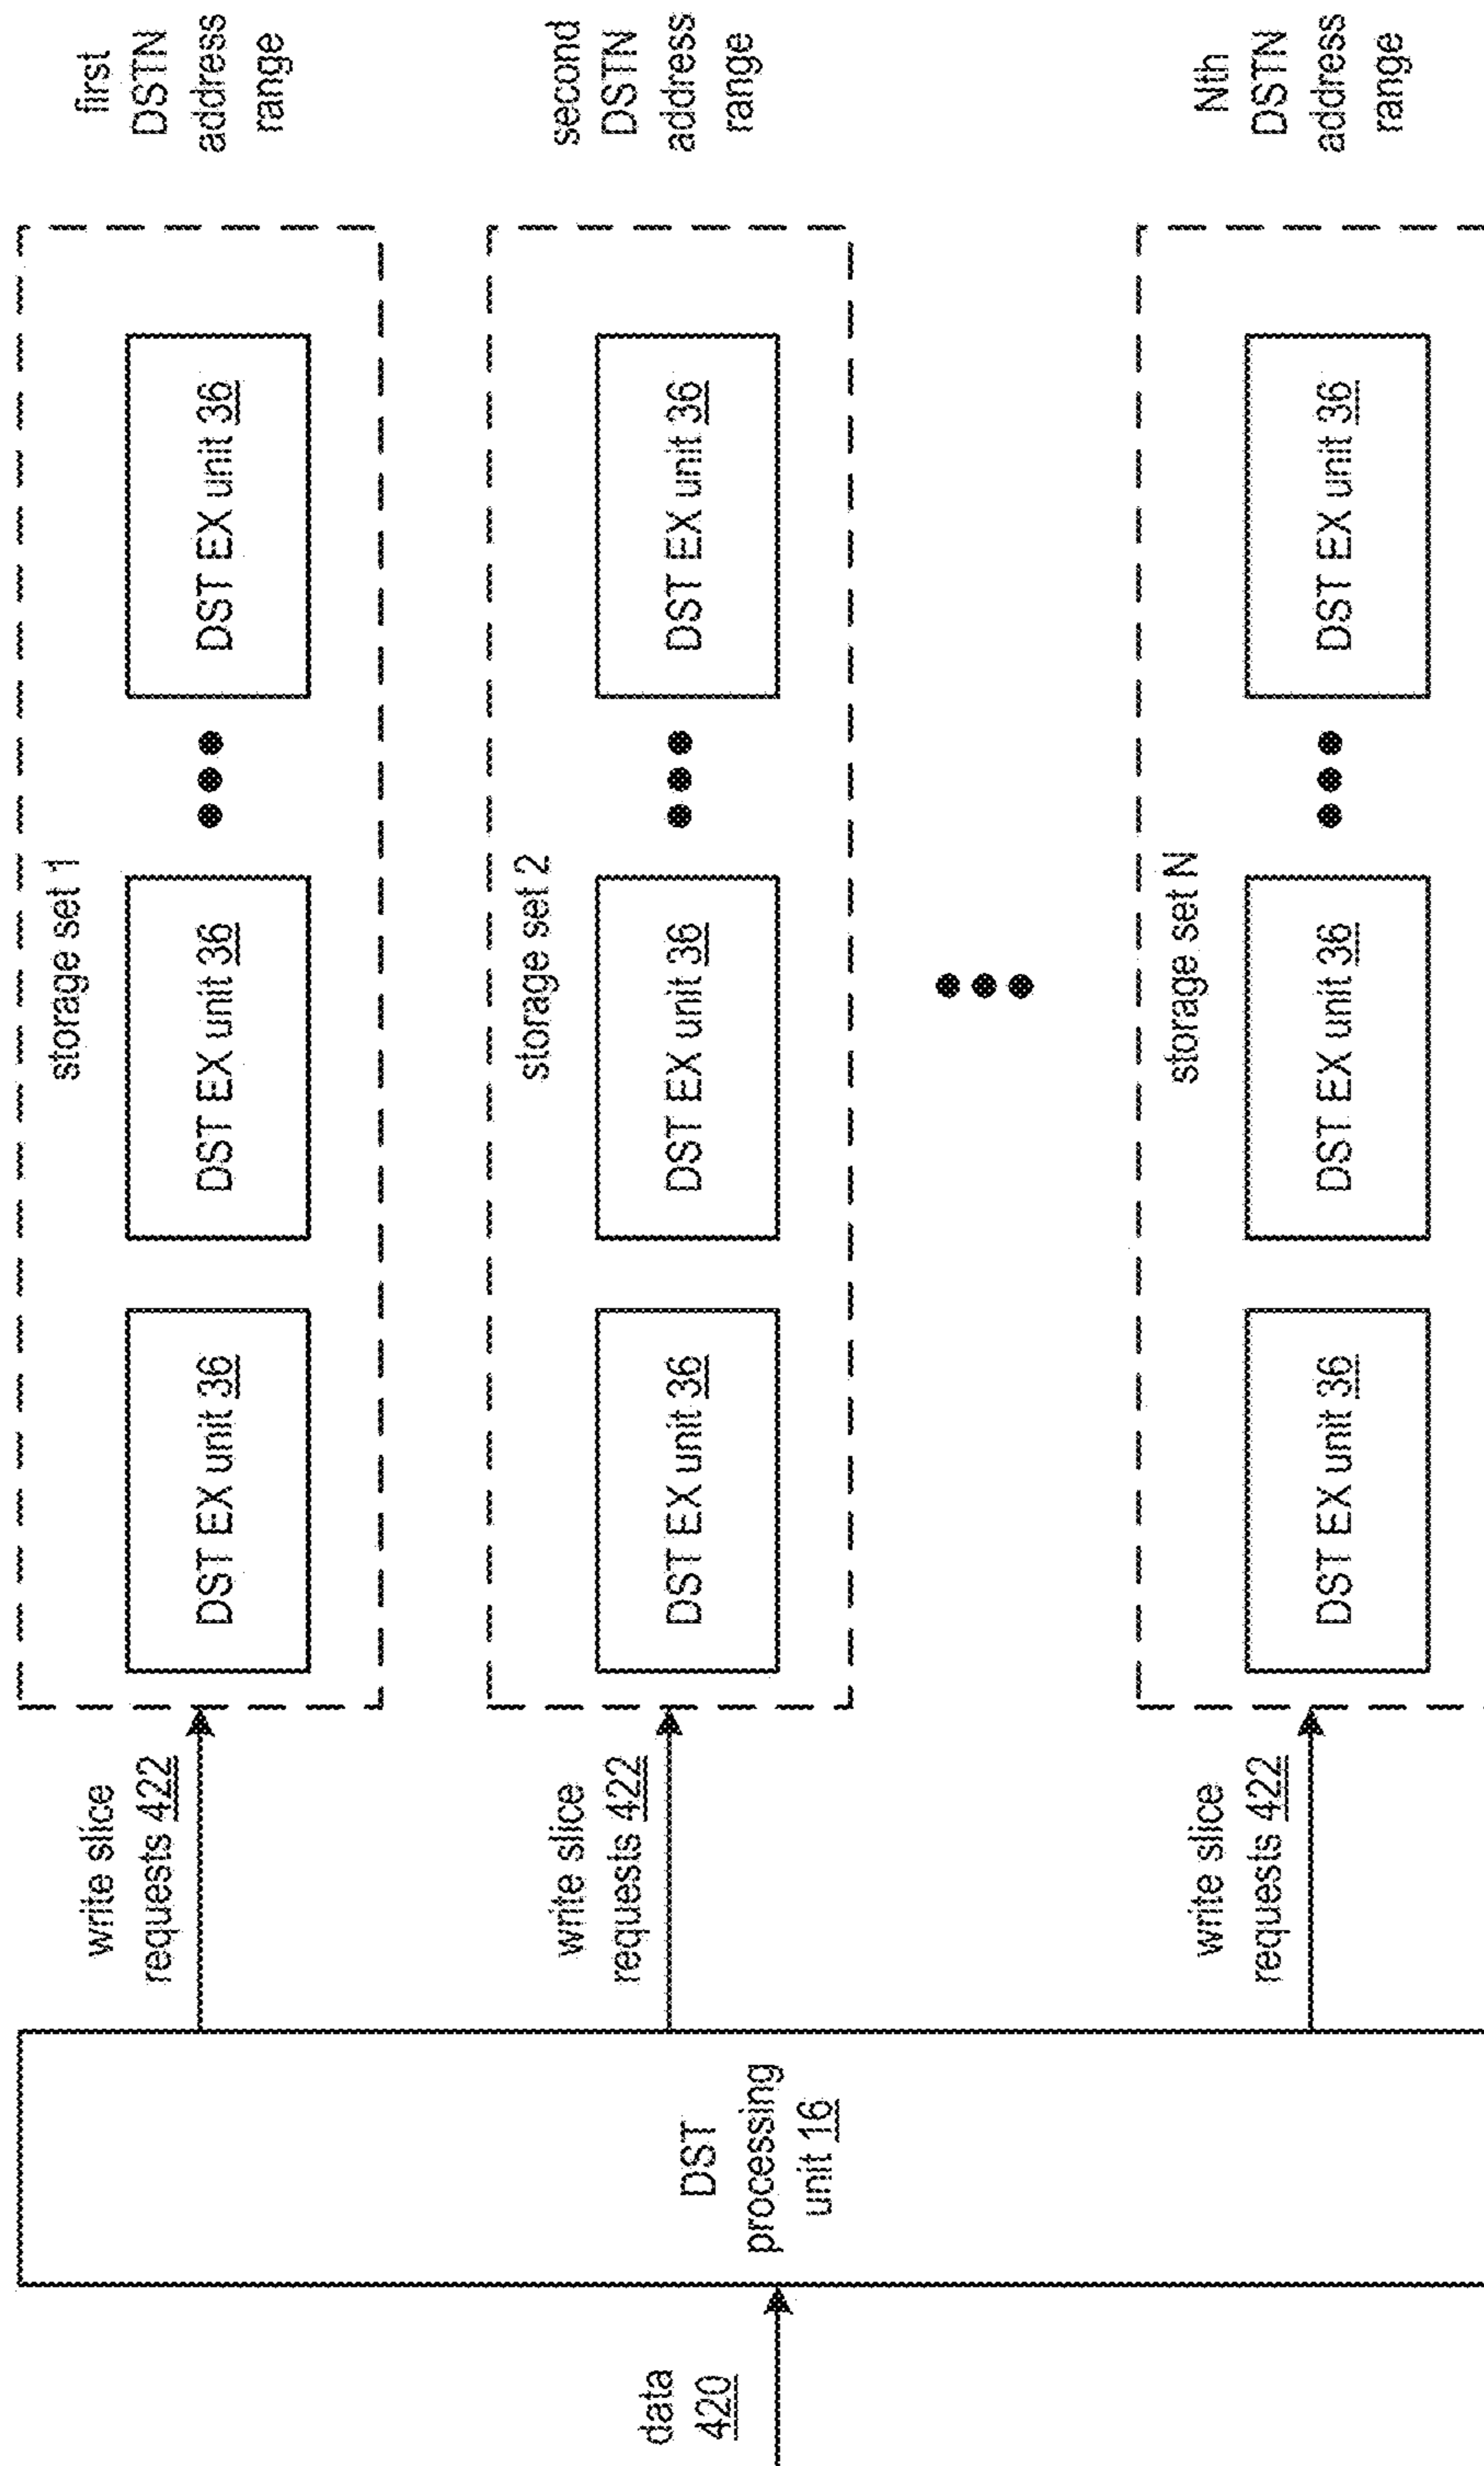 data
420
DST
processing
unit 16
write slice
requests 422
storage set 1
DST EX unit 36
DST EX unit 36
DST EX unit 36
first
DSTN
address
range
write slice
requests 422
storage set 2
DST EX unit 36
DST EX unit 36
DST EX unit 36
second
DSTN
address
range
write slice
requests 422
storage set N
DST EX unit 36
DST EX unit 36
DST EX unit 36
Nth
DSTN
address
range